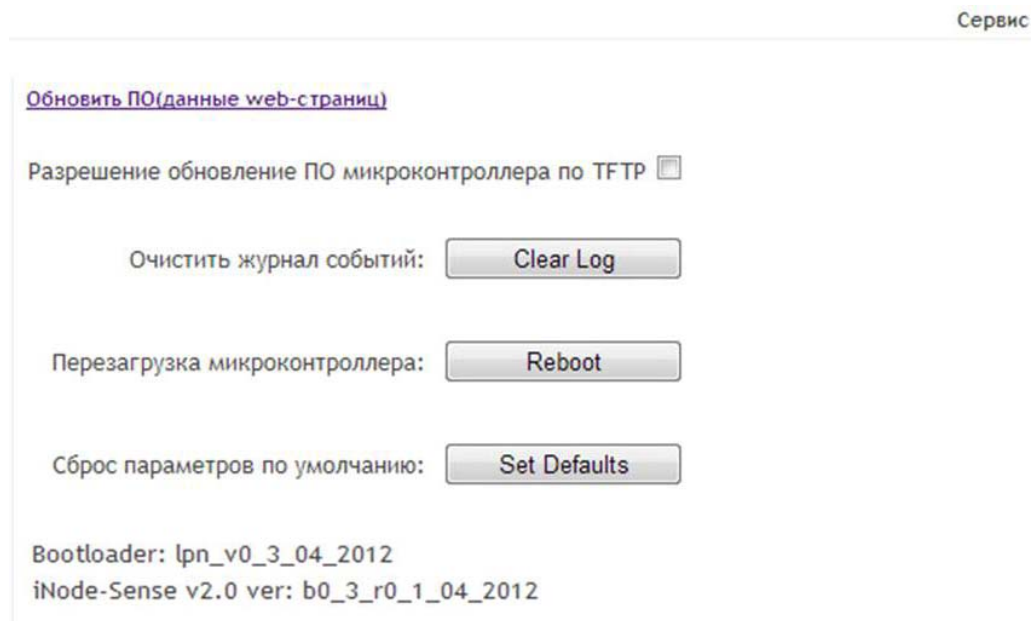 Сервис
Обновить ПО(данные web-страниц)
Разрешение обновление ПО микроконтроллера по TFTP
Очистить журнал событий: Clear Log
Перезагрузка микроконтроллера: Reboot
Сброс параметров по умолчанию: Set Defaults
Bootloader: lpn_v0_3_04_2012
iNode-Sense v2.0 ver: b0_3_r0_1_04_2012